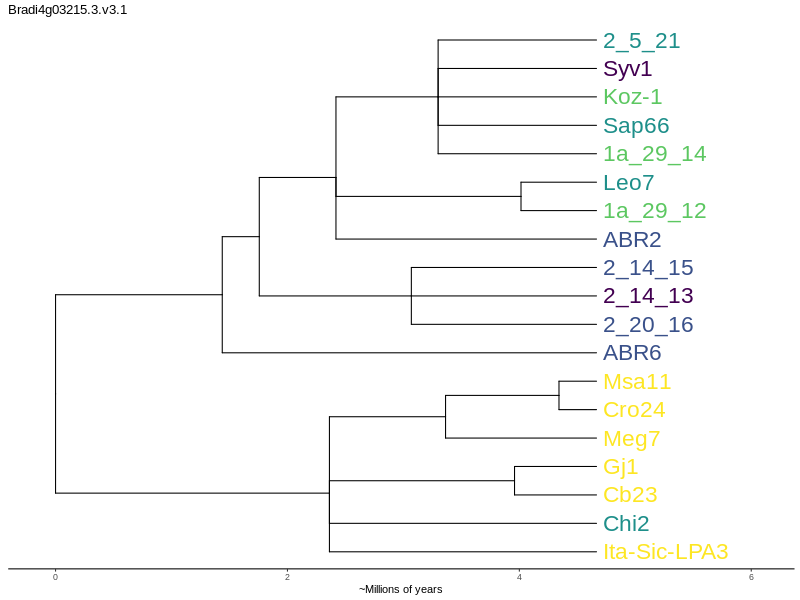 Bradi4g03215.3.v3.1
2_5_21
Syv1
Koz-1
Sap66
1a_29_14
Leo7
1a_29_12
ABR2
2_14_15
2_14_13
2_20_16
ABR6
Msa11
Cro24
Meg7
Gj1
Cb23
Chi2
Ita-Sic-LPA3
0 2 4 6
~Millions of years